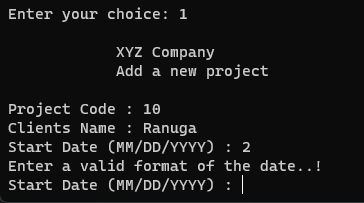 Enter your choice: 1
XYZ Company
Add a new project
Project Code : 10
Clients Name : Ranuga
Start Date (MM/DD/YYYY) : 2
Enter a valid format of the date..!
Start Date (MM/DD/YYYY) :